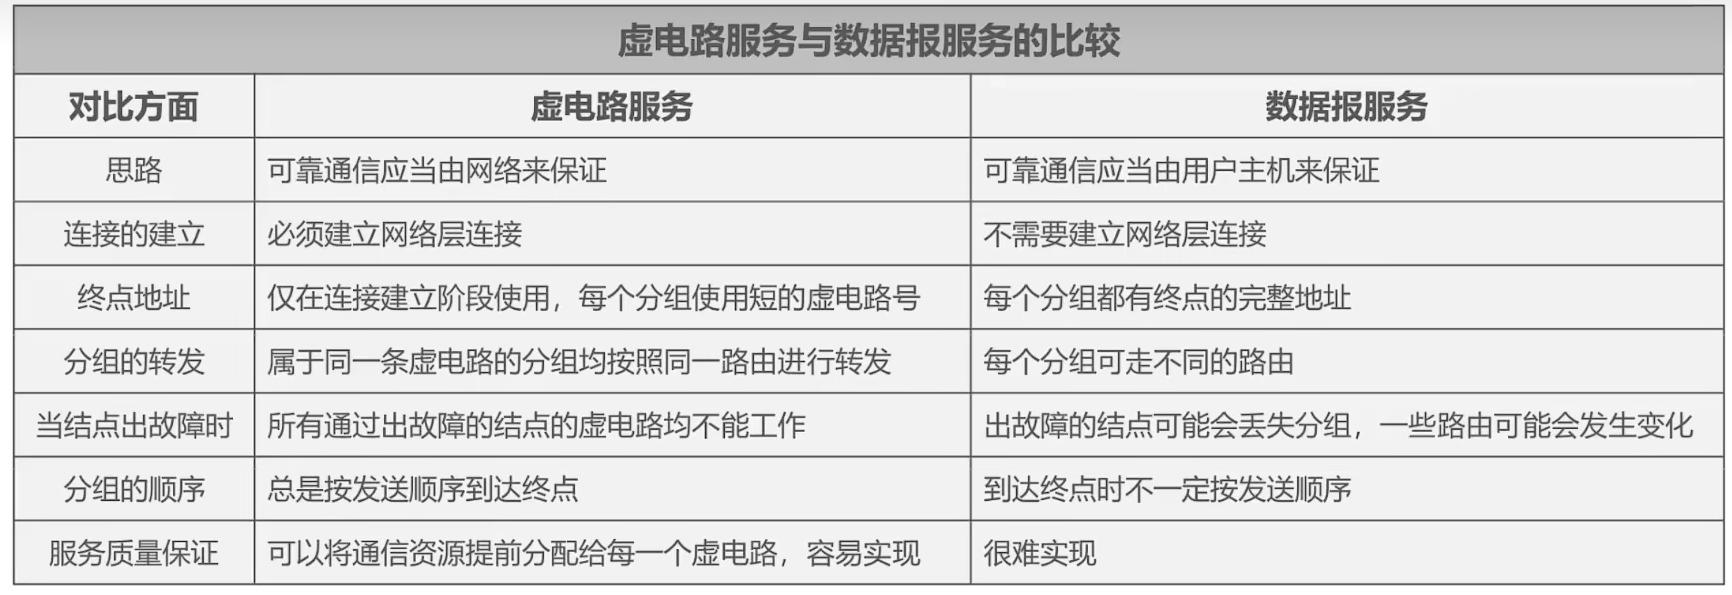 虚电路服务与数据报服务的比较
对比方面 虚电路服务 数据报服务
思路 可靠通信应当由网络来保证 可靠通信应当由用户主机来保证
连接的建立 必须建立网络层连接 不需要建立网络层连接
终点地址 仅在连接建立阶段使用，每个分组使用短的虚电路号 每个分组都有终点的完整地址
分组的转发 属于同一条虚电路的分组均按照同一路由进行转发 每个分组可走不同的路由
当结点出故障时 所有通过出故障的结点的虚电路均不能工作 出故障的结点可能会丢失分组，一些路由可能会发生变化
分组的顺序 总是按发送顺序到达终点 到达终点时不一定按发送顺序
服务质量保证 可以将通信资源提前分配给每一个虚电路，容易实现 很难实现